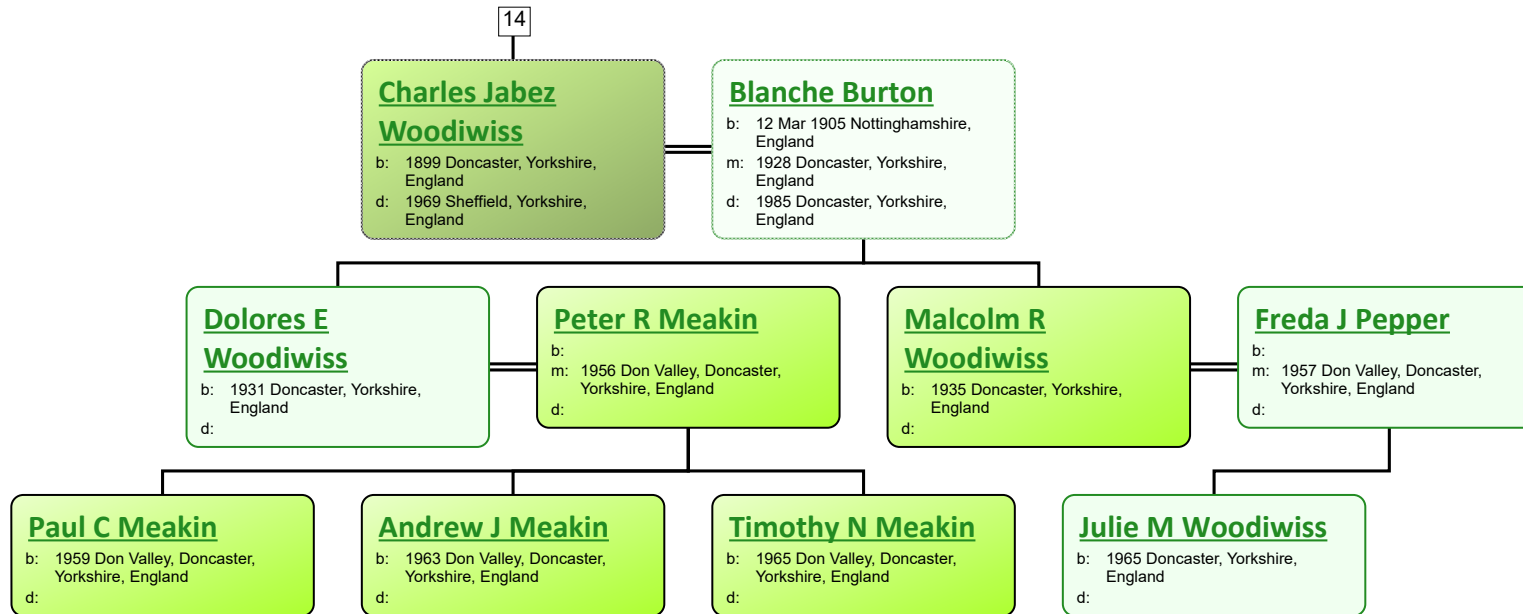 14
Charles Jabez
Woodiwiss
b: 1899 Doncaster, Yorkshire,
England
d: 1969 Sheffield, Yorkshire,
England
Blanche Burton
b: 12 Mar 1905 Nottinghamshire,
England
m: 1928 Doncaster, Yorkshire,
England
d: 1985 Doncaster, Yorkshire,
England
Dolores E
Woodiwiss
b: 1931 Doncaster, Yorkshire,
England
d:
Peter R Meakin
b:
m: 1956 Don Valley, Doncaster,
Yorkshire, England
d:
Malcolm R
Woodiwiss
b: 1935 Doncaster, Yorkshire,
England
d:
Freda J Pepper
b:
m: 1957 Don Valley, Doncaster,
Yorkshire, England
d:
Paul C Meakin
b: 1959 Don Valley, Doncaster,
Yorkshire, England
d:
Andrew J Meakin
b: 1963 Don Valley, Doncaster,
Yorkshire, England
d:
Timothy N Meakin
b: 1965 Don Valley, Doncaster,
Yorkshire, England
d:
Julie M Woodiwiss
b: 1965 Doncaster, Yorkshire,
England
d: